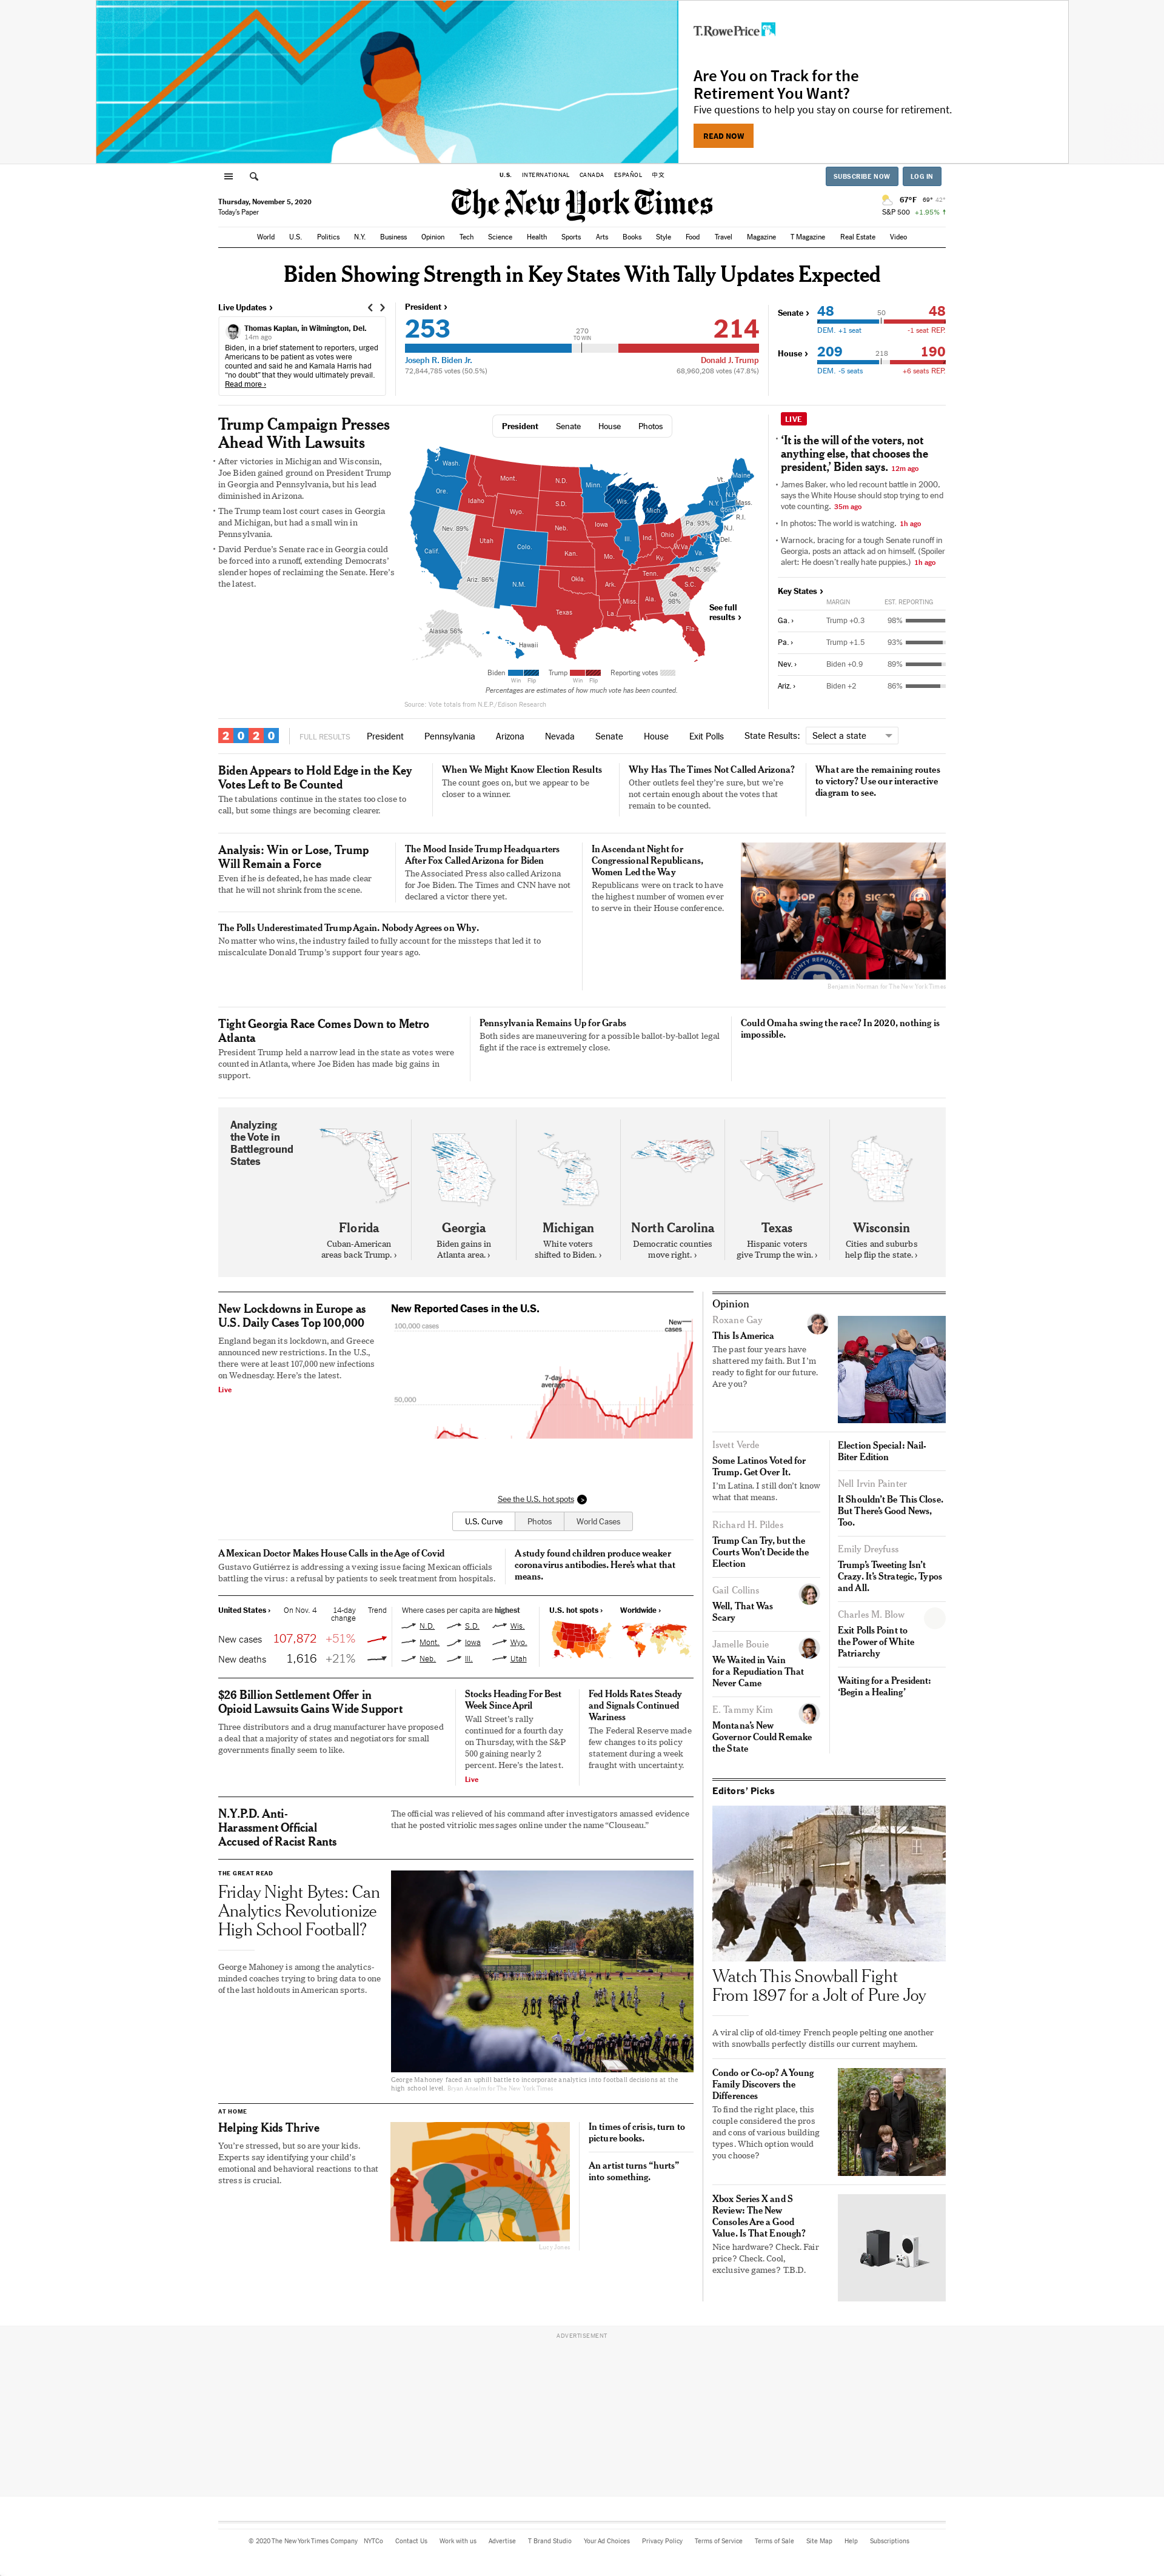 T.RowePrice
Are You on Track for the
Retirement You Want?
Five questions to help you stay on course for retirement.
READ NOW
U.S. INTERNATIONAL CANADA ESPAÑOL 中文
SUBSCRIBE NOW LOG IN
Thursday, November 5, 2020
Today's Paper
The New York Times
67°F 69° 42°
S&P 500 +1.95% ↑
World U.S. Politics N.Y. Business Opinion Tech Science Health Sports Arts Books Style Food Travel Magazine T Magazine Real Estate Video
Biden Showing Strength in Key States With Tally Updates Expected
Live Updates ›
Thomas Kaplan, in Wilmington, Del.
14m ago
Biden, in a brief statement to reporters, urged
Americans to be patient as votes were
counted and said he and Kamala Harris had
“no doubt” that they would ultimately prevail.
Read more ›
President ›
253
270
TO WIN
214
Joseph R. Biden Jr.
Donald J. Trump
72,844,785 votes (50.5%)
68,960,208 votes (47.8%)
Senate ›
48 50 48
DEM. +1 seat -1 seat REP.
House ›
209 218 190
DEM. -5 seats +6 seats REP.
Trump Campaign Presses
Ahead With Lawsuits
• After victories in Michigan and Wisconsin,
Joe Biden gained ground on President Trump
in Georgia and Pennsylvania, but his lead
diminished in Arizona.
• The Trump team lost court cases in Georgia
and Michigan, but had a small win in
Pennsylvania.
• David Perdue’s Senate race in Georgia could
be forced into a runoff, extending Democrats’
slender hopes of reclaiming the Senate. Here’s
the latest.
President Senate House Photos
Wash.
Ore.
Calif.
Nev. 89%
Idaho
Mont.
Wyo.
Utah
Colo.
Ariz. 86%
N.M.
N.D.
S.D.
Neb.
Kan.
Okla.
Texas
Minn.
Iowa
Mo.
Ark.
La.
Wis.
Ill.
Mich.
Ind.
Ohio
Ky.
Tenn.
Miss.
Ala.
Ga.
98%
Fla.
S.C.
N.C. 95%
Va.
W.Va.
Pa. 93%
N.Y.
Vt.
N.H.
Maine
Mass.
R.I.
Conn.
N.J.
Del.
Alaska 56%
Hawaii
See full
results ›
Biden Trump Reporting votes
Win Flip Win Flip
Percentages are estimates of how much vote has been counted.
Source: Vote totals from N.E.P./Edison Research
LIVE
• ‘It is the will of the voters, not
anything else, that chooses the
president,’ Biden says. 12m ago
• James Baker, who led recount battle in 2000,
says the White House should stop trying to end
vote counting. 35m ago
• In photos: The world is watching. 1h ago
• Warnock, bracing for a tough Senate runoff in
Georgia, posts an attack ad on himself. (Spoiler
alert: He doesn’t really hate puppies.) 1h ago
Key States ›
MARGIN EST. REPORTING
Ga. › Trump +0.3 98%
Pa. › Trump +1.5 93%
Nev. › Biden +0.9 89%
Ariz. › Biden +2 86%
2020 FULL RESULTS President Pennsylvania Arizona Nevada Senate House Exit Polls State Results: Select a state
Biden Appears to Hold Edge in the Key
Votes Left to Be Counted
The tabulations continue in the states too close to
call, but some things are becoming clearer.
When We Might Know Election Results
The count goes on, but we appear to be
closer to a winner.
Why Has The Times Not Called Arizona?
Other outlets feel they’re sure, but we’re
not certain enough about the votes that
remain to be counted.
What are the remaining routes
to victory? Use our interactive
diagram to see.
Analysis: Win or Lose, Trump
Will Remain a Force
Even if he is defeated, he has made clear
that he will not shrink from the scene.
The Mood Inside Trump Headquarters
After Fox Called Arizona for Biden
The Associated Press also called Arizona
for Joe Biden. The Times and CNN have not
declared a victor there yet.
The Polls Underestimated Trump Again. Nobody Agrees on Why.
No matter who wins, the industry failed to fully account for the missteps that led it to
miscalculate Donald Trump’s support four years ago.
In Ascendant Night for
Congressional Republicans,
Women Led the Way
Republicans were on track to have
the highest number of women ever
to serve in their House conference.
Benjamin Norman for The New York Times
Tight Georgia Race Comes Down to Metro
Atlanta
President Trump held a narrow lead in the state as votes were
counted in Atlanta, where Joe Biden has made big gains in
support.
Pennsylvania Remains Up for Grabs
Both sides are maneuvering for a possible ballot-by-ballot legal
fight if the race is extremely close.
Could Omaha swing the race? In 2020, nothing is
impossible.
Analyzing
the Vote in
Battleground
States
Florida
Cuban-American
areas back Trump. ›
Georgia
Biden gains in
Atlanta area. ›
Michigan
White voters
shifted to Biden. ›
North Carolina
Democratic counties
move right. ›
Texas
Hispanic voters
give Trump the win. ›
Wisconsin
Cities and suburbs
help flip the state. ›
New Lockdowns in Europe as
U.S. Daily Cases Top 100,000
England began its lockdown, and Greece
announced new restrictions. In the U.S.,
there were at least 107,000 new infections
on Wednesday. Here’s the latest.
Live
New Reported Cases in the U.S.
100,000 cases
New
cases
7-day
average
50,000
See the U.S. hot spots
U.S. Curve Photos World Cases
A Mexican Doctor Makes House Calls in the Age of Covid
Gustavo Gutiérrez is addressing a vexing issue facing Mexican officials
battling the virus: a refusal by patients to seek treatment from hospitals.
A study found children produce weaker
coronavirus antibodies. Here’s what that
means.
United States › On Nov. 4 14-day
change Trend
New cases 107,872 +51%
New deaths 1,616 +21%
Where cases per capita are highest
N.D. S.D. Wis.
Mont. Iowa Wyo.
Neb. Ill. Utah
U.S. hot spots › Worldwide ›
$26 Billion Settlement Offer in
Opioid Lawsuits Gains Wide Support
Three distributors and a drug manufacturer have proposed
a deal that a majority of states and negotiators for small
governments finally seem to like.
Stocks Heading For Best
Week Since April
Wall Street’s rally
continued for a fourth day
on Thursday, with the S&P
500 gaining nearly 2
percent. Here’s the latest.
Live
Fed Holds Rates Steady
and Signals Continued
Wariness
The Federal Reserve made
few changes to its policy
statement during a week
fraught with uncertainty.
N.Y.P.D. Anti-
Harassment Official
Accused of Racist Rants
The official was relieved of his command after investigators amassed evidence
that he posted vitriolic messages online under the name “Clouseau.”
THE GREAT READ
Friday Night Bytes: Can
Analytics Revolutionize
High School Football?
George Mahoney is among the analytics-
minded coaches trying to bring data to one
of the last holdouts in American sports.
George Mahoney faced an uphill battle to incorporate analytics into football decisions at the
high school level. Bryan Anselm for The New York Times
AT HOME
Helping Kids Thrive
You’re stressed, but so are your kids.
Experts say identifying your child’s
emotional and behavioral reactions to that
stress is crucial.
Lucy Jones
In times of crisis, turn to
picture books.
An artist turns “hurts”
into something.
Opinion
Roxane Gay
This Is America
The past four years have
shattered my faith. But I’m
ready to fight for our future.
Are you?
Isvett Verde
Some Latinos Voted for
Trump. Get Over It.
I’m Latina. I still don’t know
what that means.
Richard H. Pildes
Trump Can Try, but the
Courts Won’t Decide the
Election
Gail Collins
Well, That Was
Scary
Jamelle Bouie
We Waited in Vain
for a Repudiation That
Never Came
E. Tammy Kim
Montana’s New
Governor Could Remake
the State
Election Special: Nail-
Biter Edition
Nell Irvin Painter
It Shouldn’t Be This Close.
But There’s Good News,
Too.
Emily Dreyfuss
Trump’s Tweeting Isn’t
Crazy. It’s Strategic, Typos
and All.
Charles M. Blow
Exit Polls Point to
the Power of White
Patriarchy
Waiting for a President:
‘Begin a Healing’
Editors’ Picks
Watch This Snowball Fight
From 1897 for a Jolt of Pure Joy
A viral clip of old-timey French people pelting one another
with snowballs perfectly distills our current mayhem.
Condo or Co-op? A Young
Family Discovers the
Differences
To find the right place, this
couple considered the pros
and cons of various building
types. Which option would
you choose?
Xbox Series X and S
Review: The New
Consoles Are a Good
Value. Is That Enough?
Nice hardware? Check. Fair
price? Check. Cool,
exclusive games? T.B.D.
ADVERTISEMENT
© 2020 The New York Times Company NYTCo Contact Us Work with us Advertise T Brand Studio Your Ad Choices Privacy Policy Terms of Service Terms of Sale Site Map Help Subscriptions